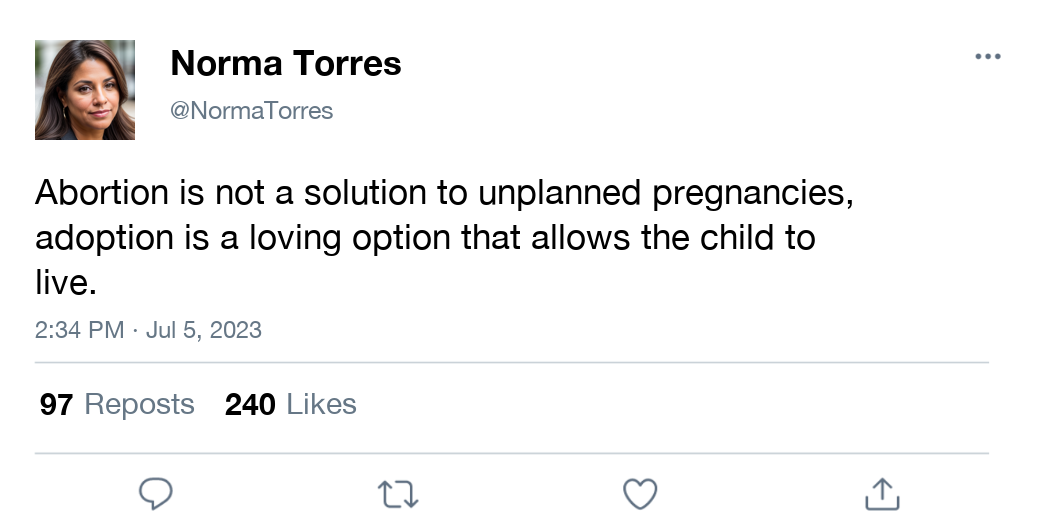 Norma Torres
@NormaTorres
Abortion is not a solution to unplanned pregnancies,
adoption is a loving option that allows the child to
live.
2:34 PM · Jul 5, 2023
97 Reposts 240 Likes